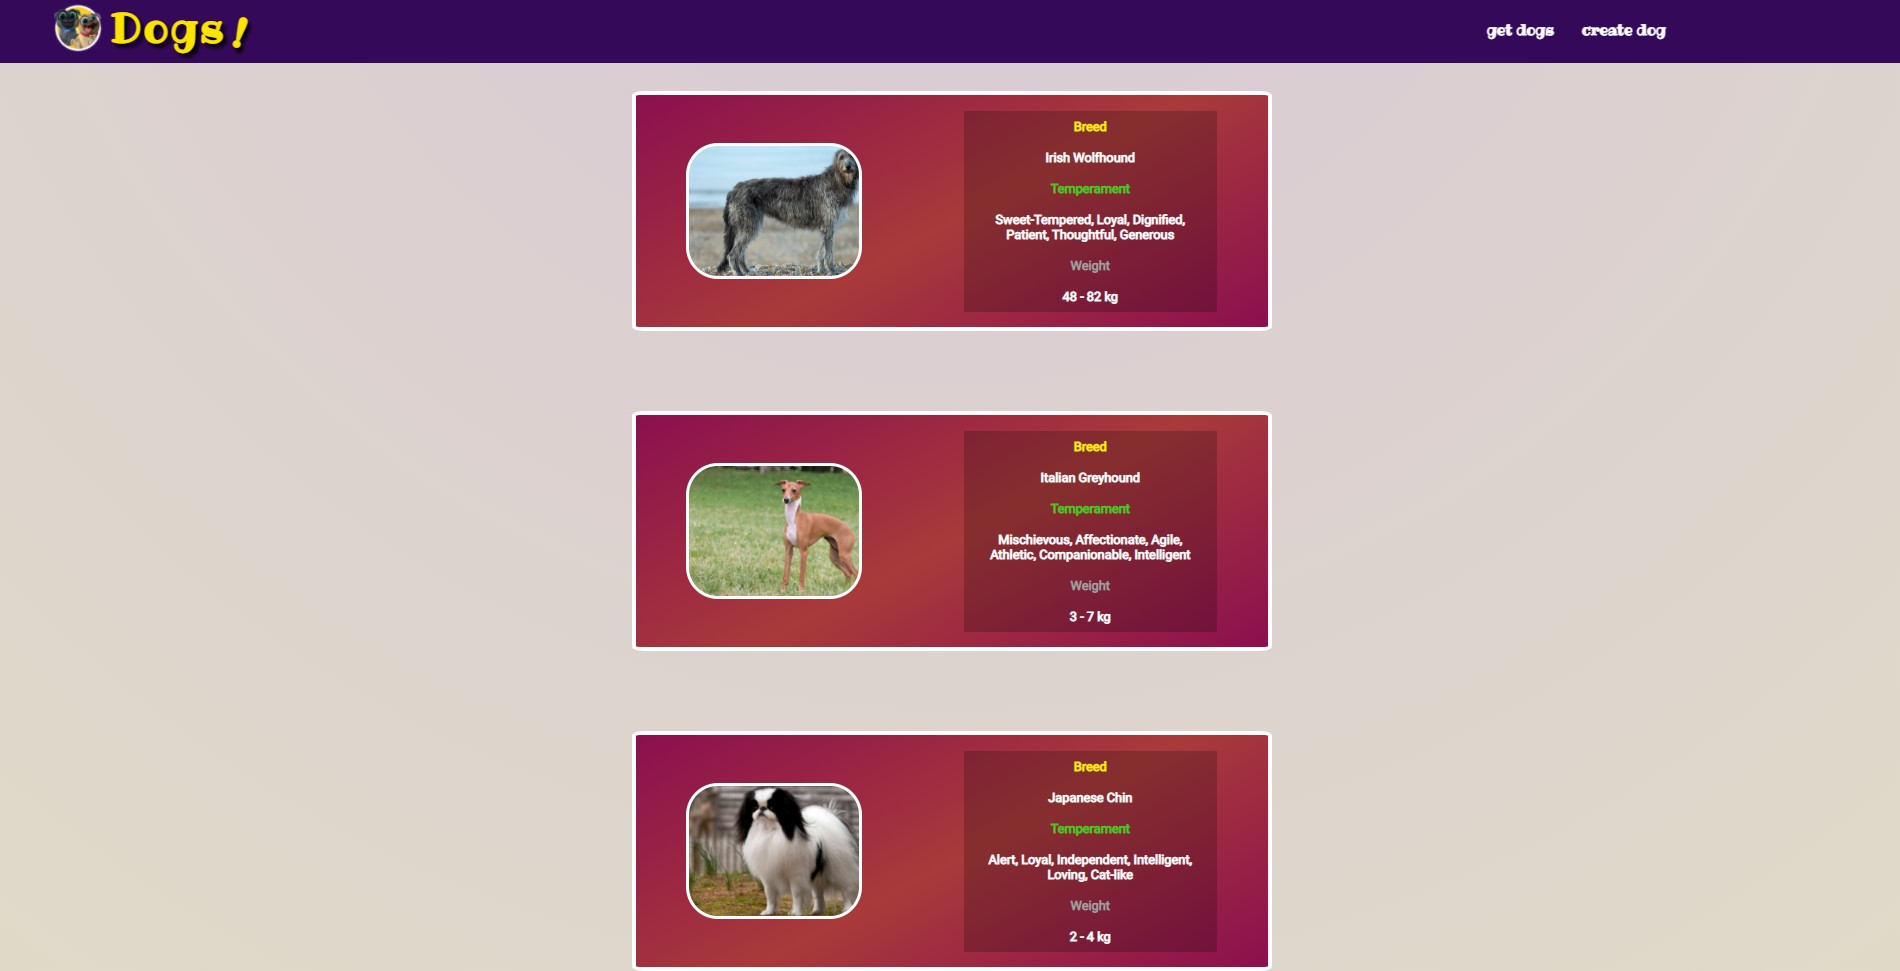 Dogs!
get dogs
create dog
Breed
Irish Wolfhound
Temperament
Sweet-Tempered, Loyal, Dignified,
Patient, Thoughtful, Generous
Weight
48 - 82 kg
Breed
Italian Greyhound
Temperament
Mischievous, Affectionate, Agile,
Athletic, Companionable, Intelligent
Weight
3 - 7 kg
Breed
Japanese Chin
Temperament
Alert, Loyal, Independent, Intelligent,
Loving, Cat-like
Weight
2 - 4 kg